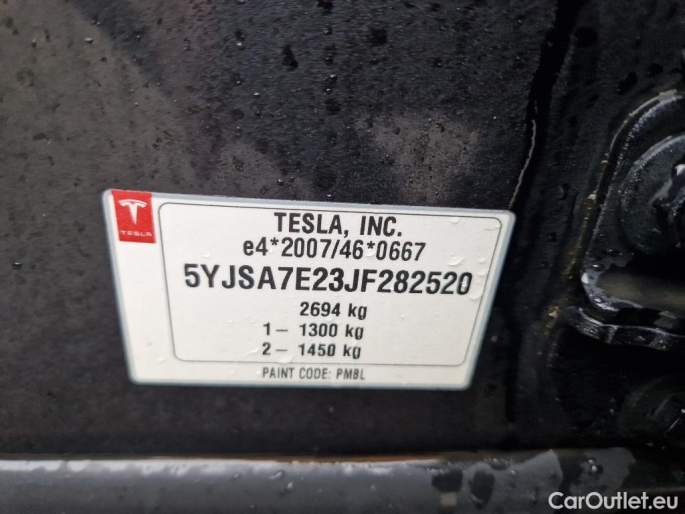 TESLA
TESLA, INC.
e4*2007/46*0667
5YJSA7E23JF282520
2694 kg
1– 1300 kg
2– 1450 kg
PAINT CODE: PMBL
CarOutlet.eu